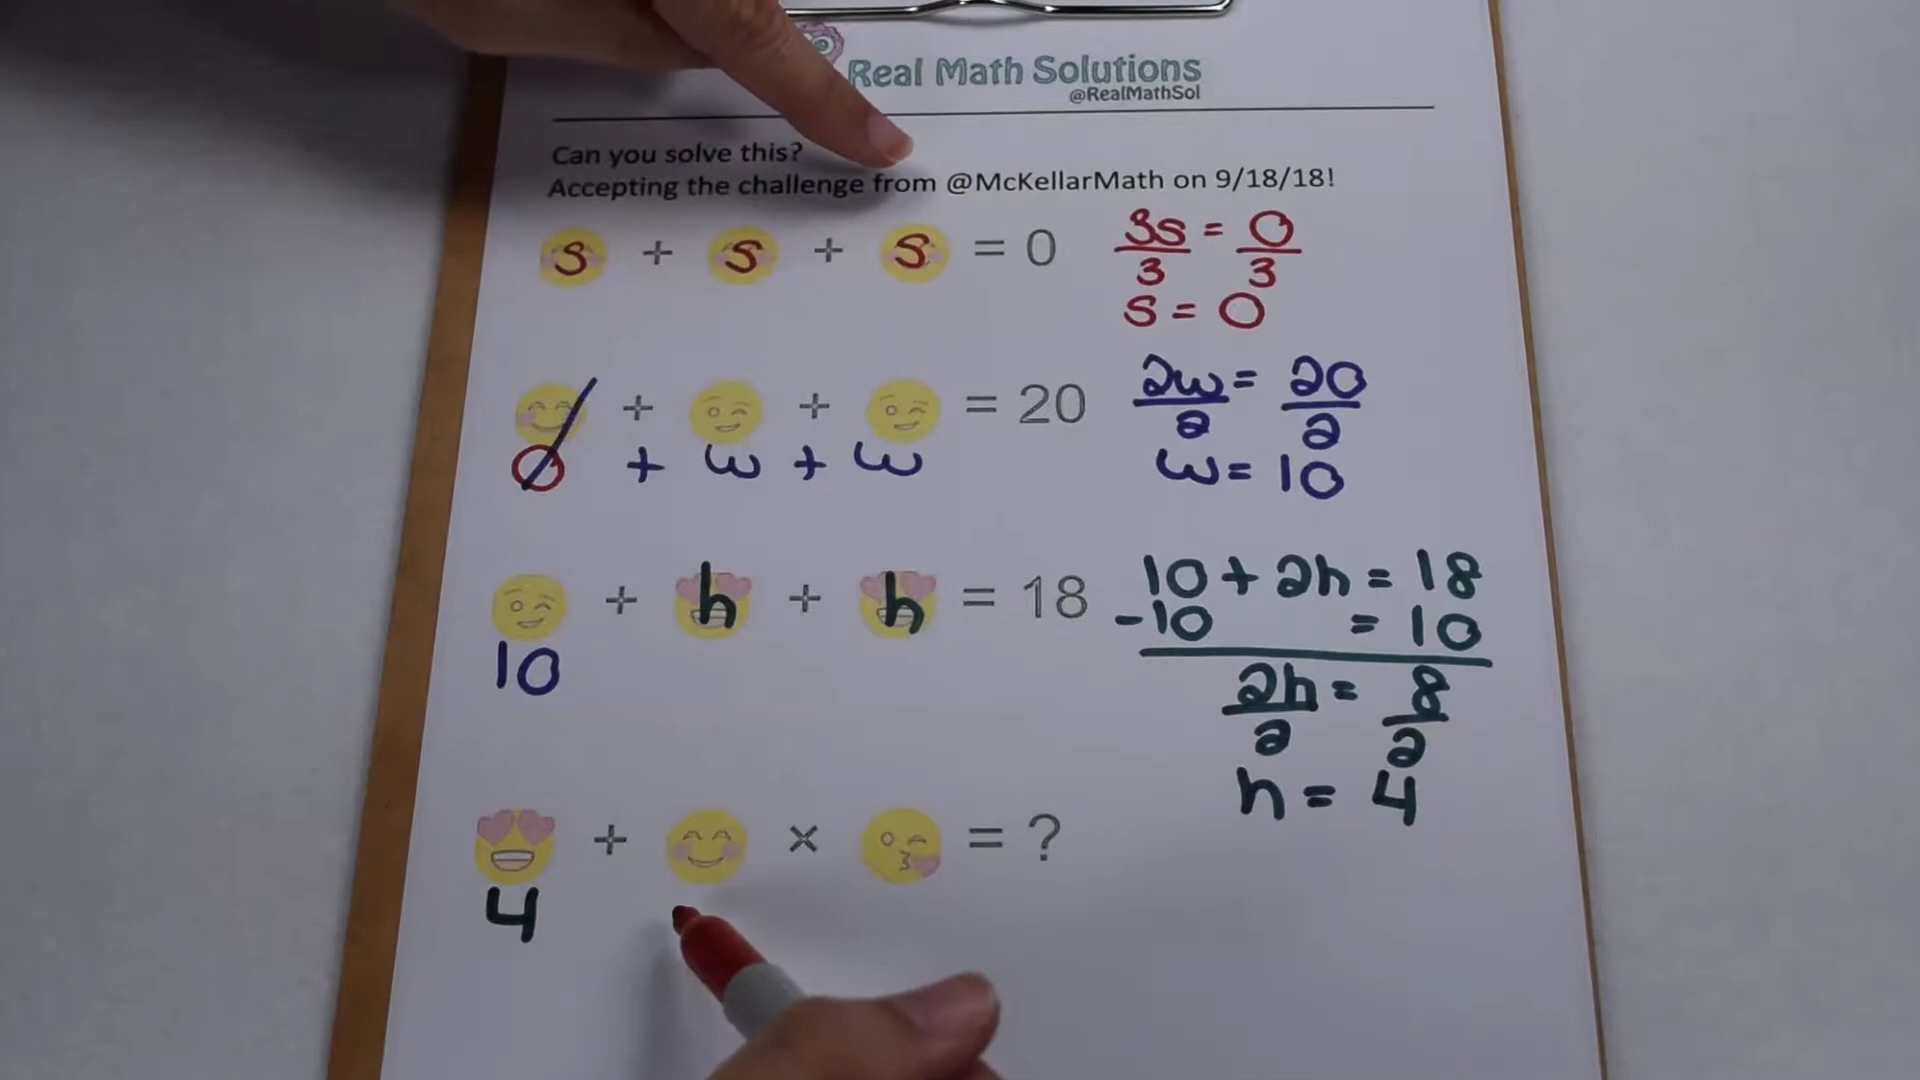 Real Math Solutions
@RealMathSol
Can you solve this?
Accepting the challenge from @McKellarMath on 9/18/18!
s + s + s = 0
3s = 0
3 3
s = 0
+ + = 20
0 + w + w
2w = 20
2 2
w = 10
+ h + h = 18
10
10 + 2h = 18
-10 = 10
2h = 8
2 2
h = 4
+ × = ?
4